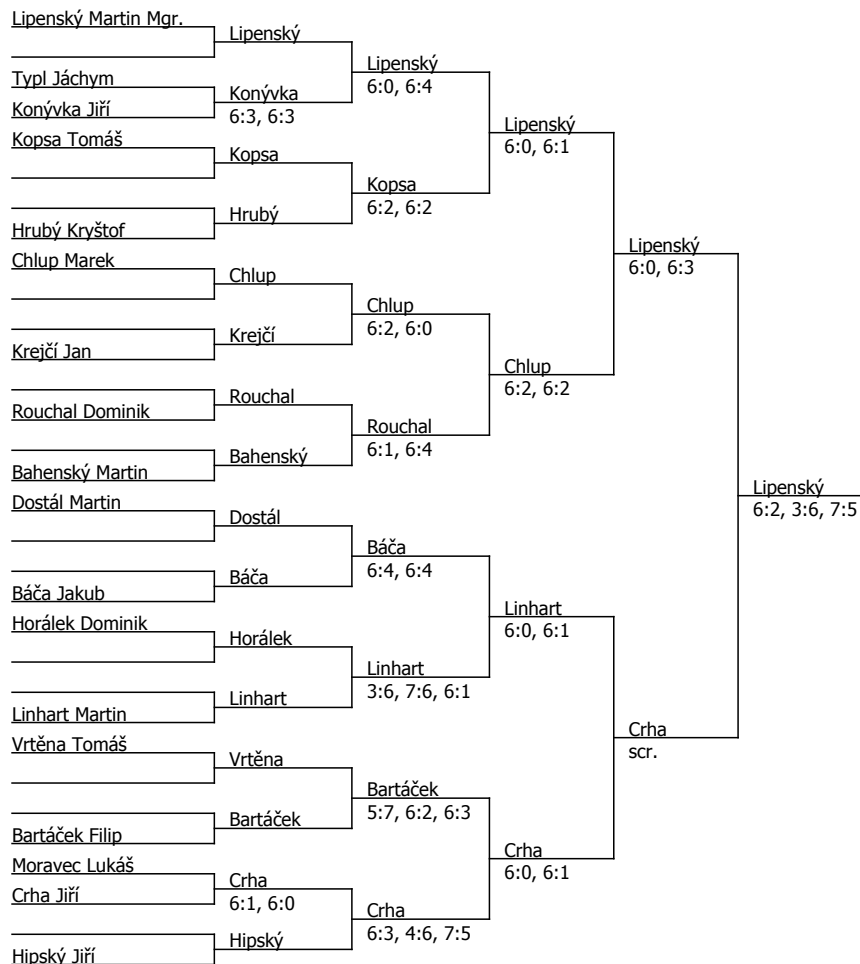 Lipenský Martin Mgr.
Lipenský
Lipenský
6:0, 6:4
Typl Jáchym
Konývka
6:3, 6:3
Konývka Jiří
Lipenský
6:0, 6:1
Kopsa Tomáš
Kopsa
Kopsa
6:2, 6:2
Hrubý
Hrubý Kryštof
Lipenský
6:0, 6:3
Chlup Marek
Chlup
Chlup
6:2, 6:0
Krejčí
Krejčí Jan
Chlup
6:2, 6:2
Rouchal
Rouchal Dominik
Rouchal
6:1, 6:4
Bahenský
Bahenský Martin
Lipenský
6:2, 3:6, 7:5
Dostál Martin
Dostál
Báča
6:4, 6:4
Báča
Báča Jakub
Linhart
6:0, 6:1
Horálek Dominik
Horálek
Linhart
3:6, 7:6, 6:1
Linhart
Linhart Martin
Crha
scr.
Vrtěna Tomáš
Vrtěna
Bartáček
5:7, 6:2, 6:3
Bartáček
Bartáček Filip
Crha
6:0, 6:1
Moravec Lukáš
Crha
6:1, 6:0
Crha Jiří
Crha
6:3, 4:6, 7:5
Hipský
Hipský Jiří